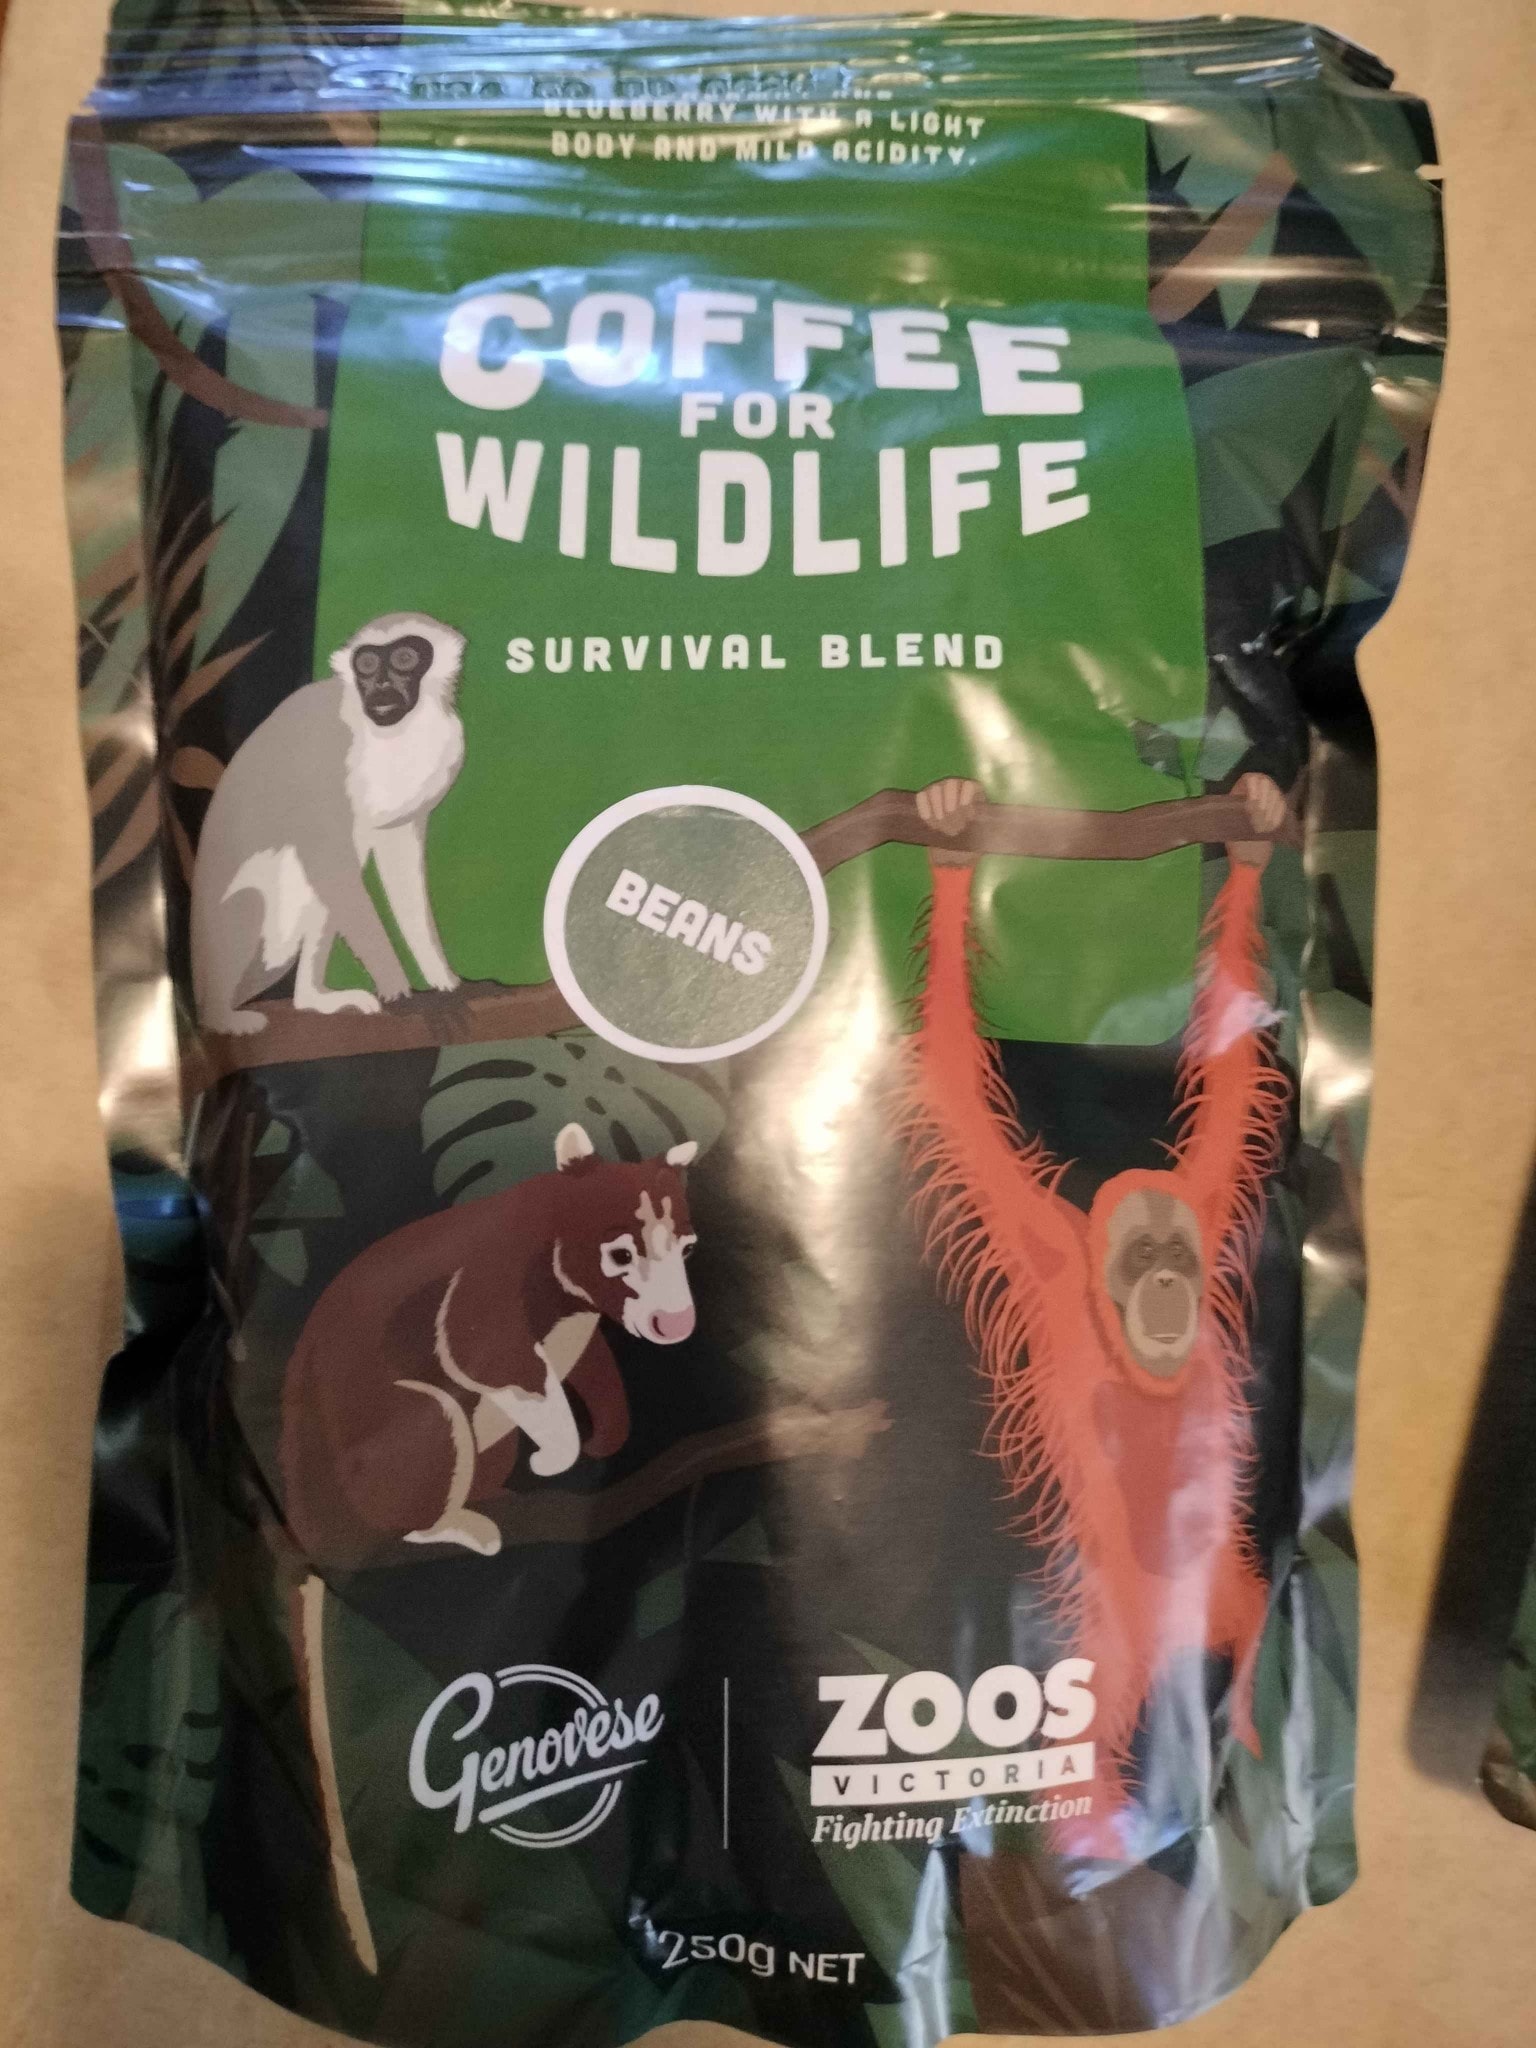 BLUEBERRY WITH A LIGHT
BODY AND MILD ACIDITY.
COFFEE
FOR
WILDLIFE
SURVIVAL BLEND
BEANS
Genovese
ZOOS
VICTORIA
Fighting Extinction
250g NET